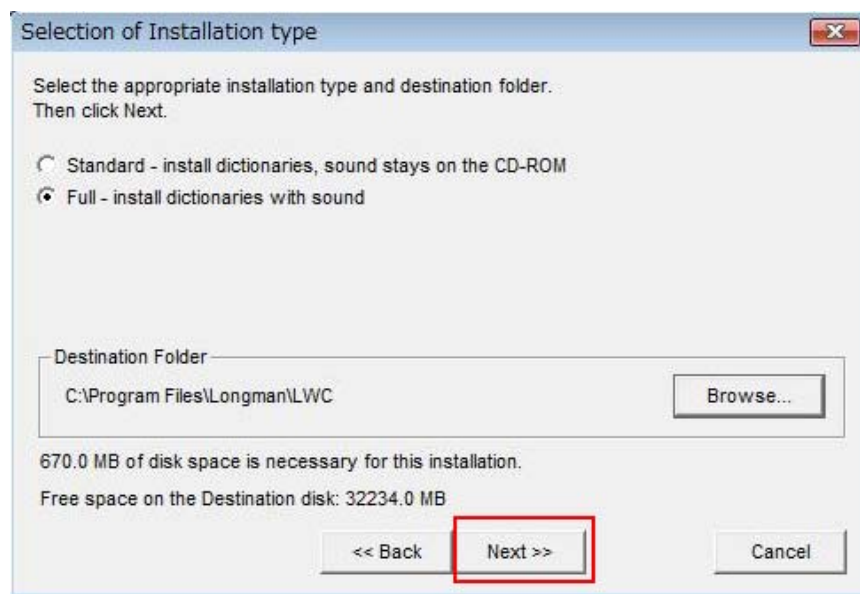 Selection of Installation type
Select the appropriate installation type and destination folder.
Then click Next.
Standard - install dictionaries, sound stays on the CD-ROM
Full - install dictionaries with sound
Destination Folder
C:\Program Files\Longman\LWC
Browse...
670.0 MB of disk space is necessary for this installation.
Free space on the Destination disk: 32234.0 MB
<< Back
Next >>
Cancel